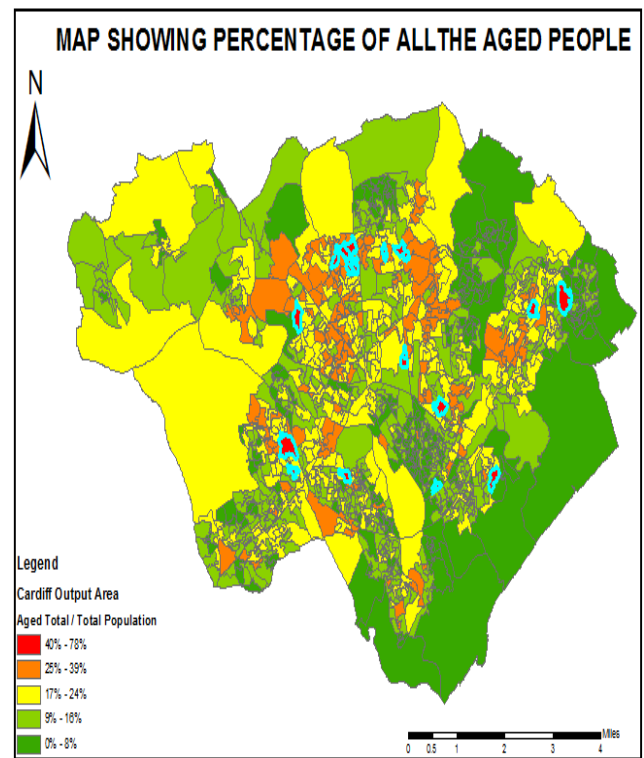 MAP SHOWING PERCENTAGE OF ALLTHE AGED PEOPLE
N
Legend
Cardiff Output Area
Aged Total / Total Population
40% - 78%
25% - 39%
17% - 24%
9% - 16%
0% - 8%
Miles
0 0.5 1 2 3 4